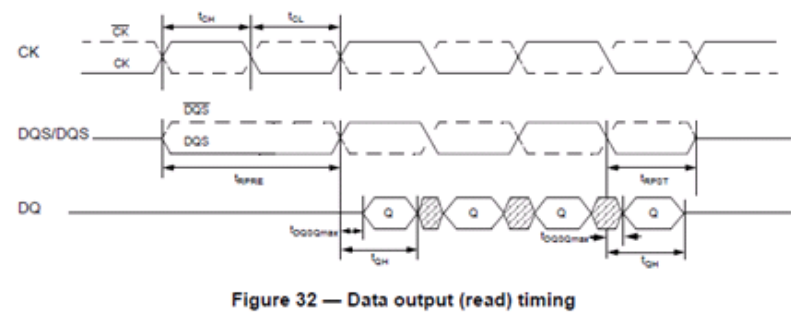 tCH tCL
CK
CK
CK
DQS
DQS/DQS
DQS
tRPRE
tRPST
DQ
Q Q Q Q
tDQSQmax
tDQSQmax
tQH
tQH
Figure 32 — Data output (read) timing